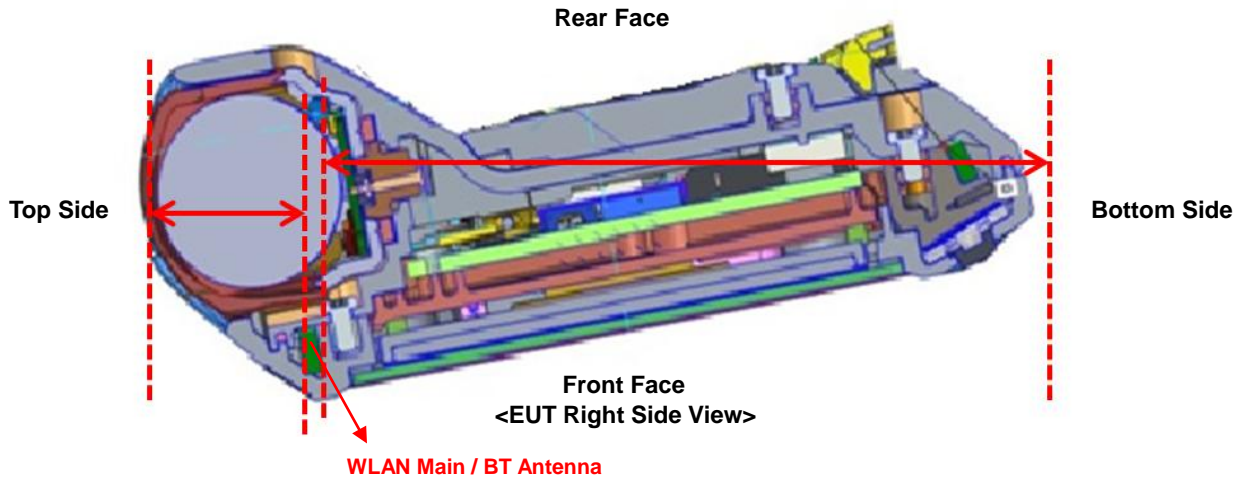 Rear Face
Top Side
Bottom Side
Front Face
<EUT Right Side View>
WLAN Main / BT Antenna